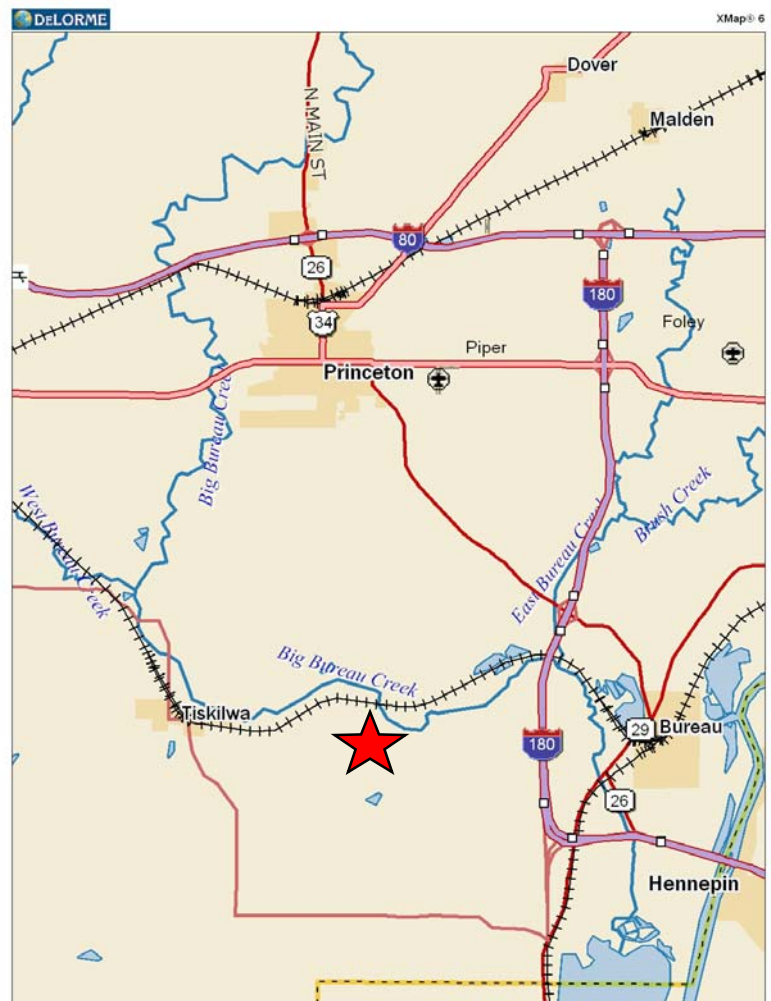 DELORME
XMap® 6
Dover
N MAIN ST
Malden
80
26
180
34
Foley
Piper
Princeton
Big Bureau Creek
West Bureau Creek
Brush Creek
East Bureau Creek
Big Bureau Creek
Tiskilwa
29
Bureau
180
26
Hennepin